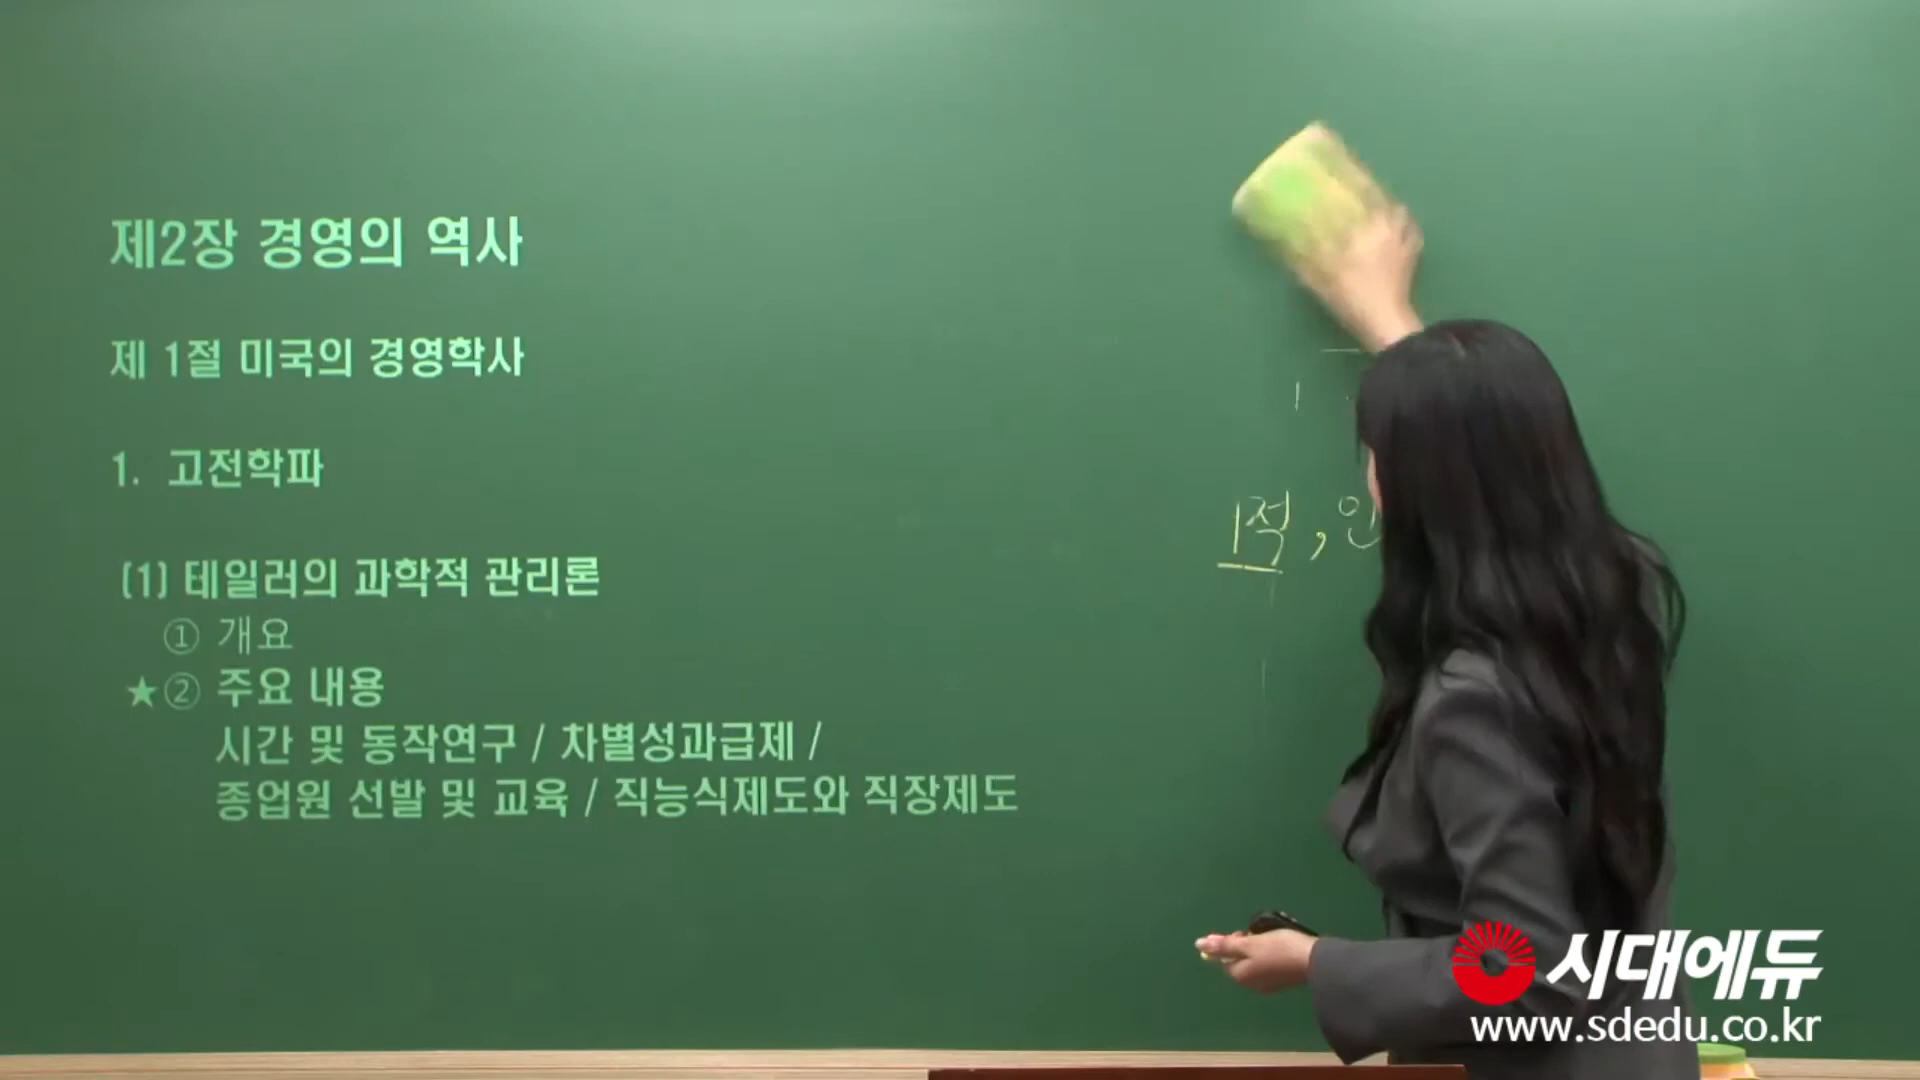 제2장 경영의 역사
제 1절 미국의 경영학사
1. 고전학파
(1) 테일러의 과학적 관리론
① 개요
★② 주요 내용
시간 및 동작연구 / 차별성과급제 /
종업원 선발 및 교육 / 직능식제도와 직장제도
적, 인
시대에듀
www.sdedu.co.kr